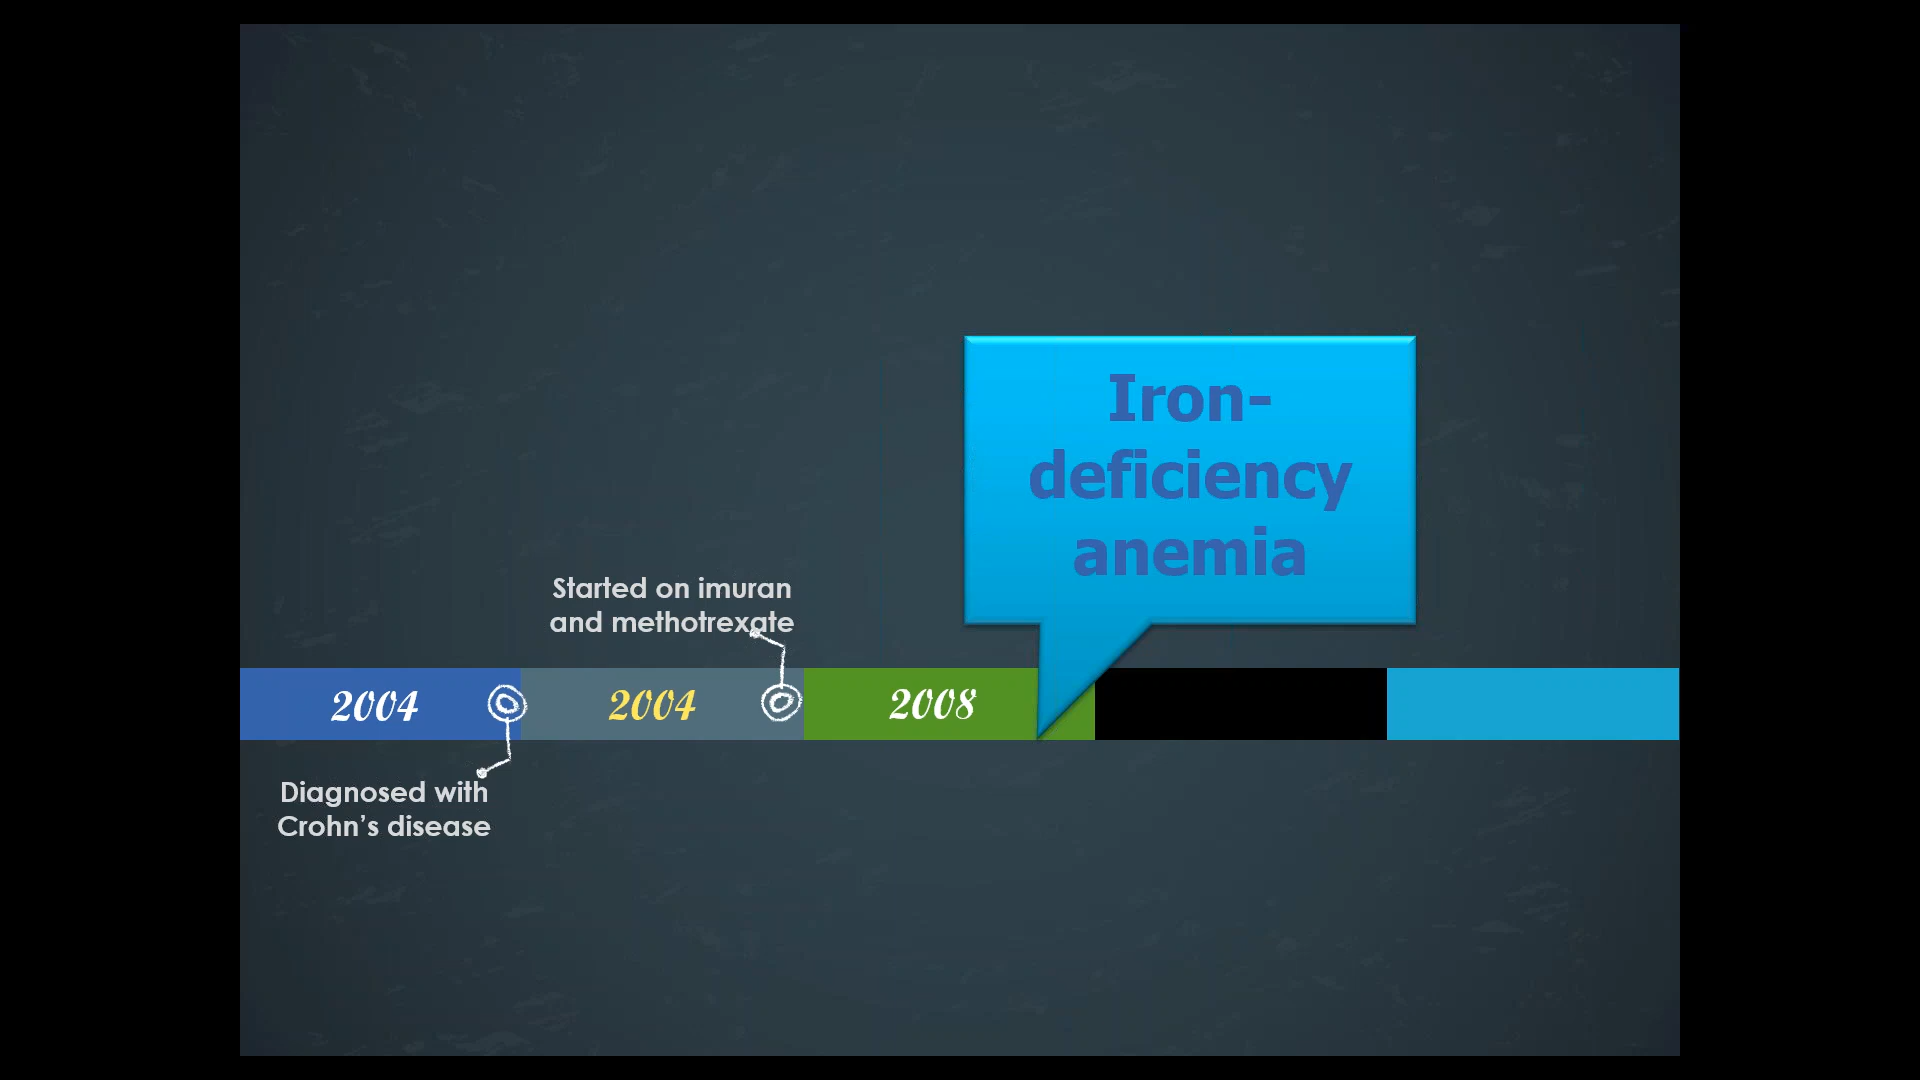 Iron-
deficiency
anemia
Started on imuran
and methotrexate
2004
2004
2008
Diagnosed with
Crohn’s disease